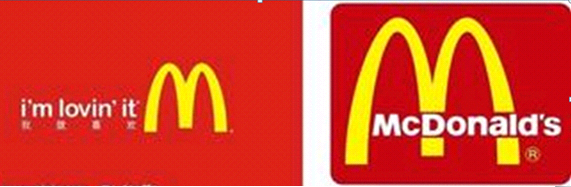 i'm lovin' it
我就喜欢
McDonald's
®